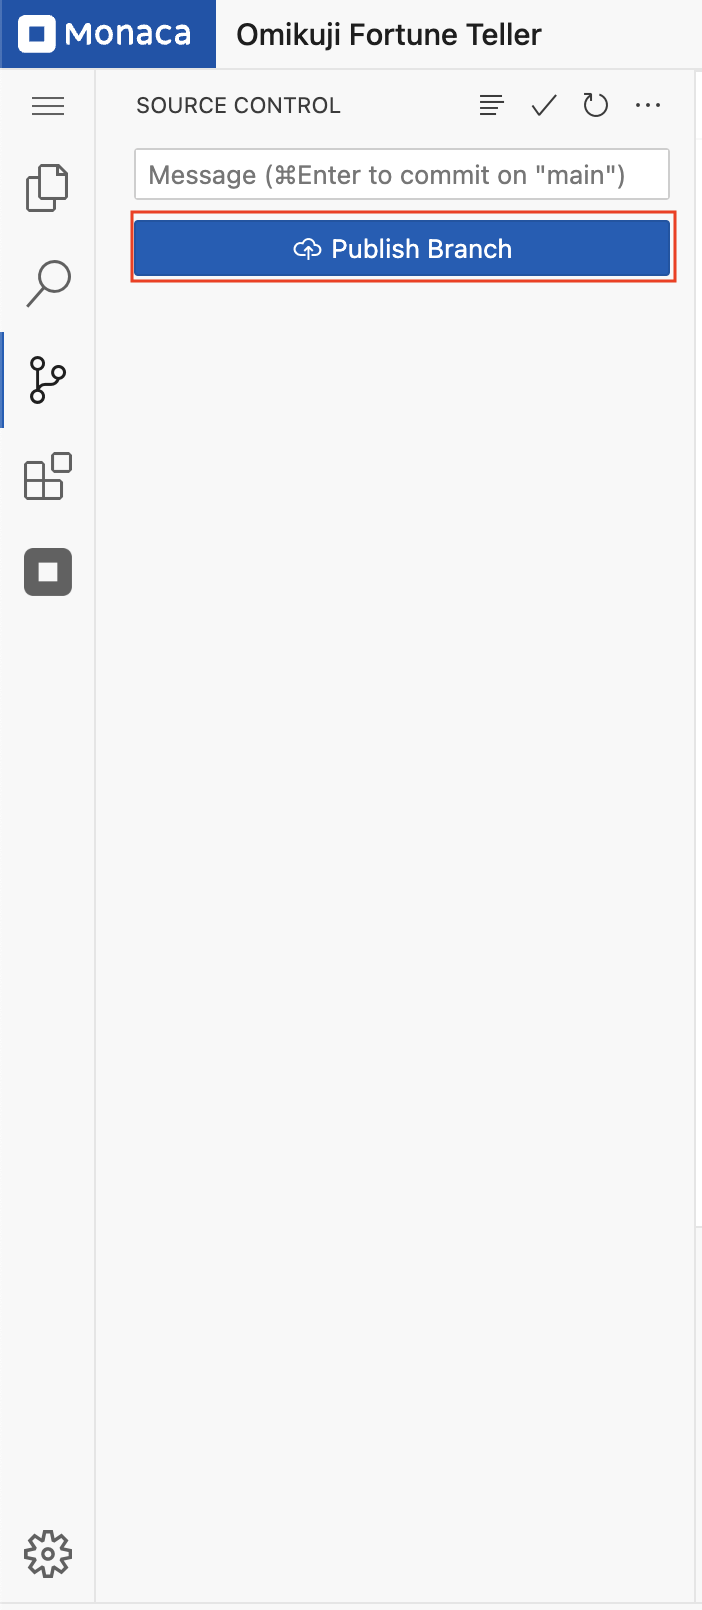 Monaca
Omikuji Fortune Teller
SOURCE CONTROL
Message (⌘Enter to commit on "main")
Publish Branch